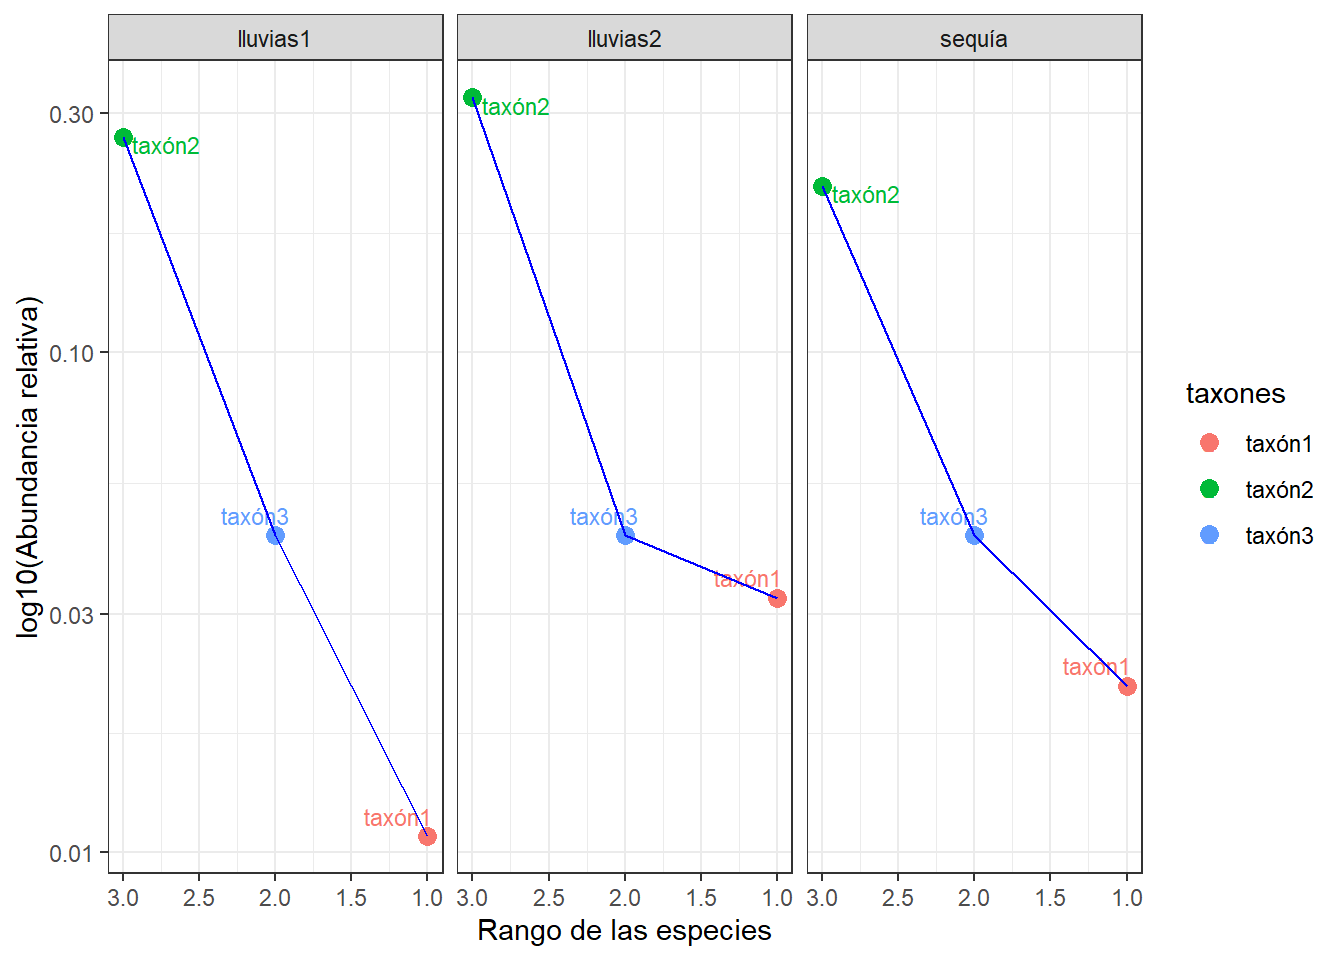 lluvias1 lluvias2 sequía
0.30
0.10
0.03
0.01
log10(Abundancia relativa)
taxón2
taxón3
taxón1
taxón2
taxón3
taxón1
taxón2
taxón3
taxón1
3.0 2.5 2.0 1.5 1.0 3.0 2.5 2.0 1.5 1.0 3.0 2.5 2.0 1.5 1.0
Rango de las especies
taxones
taxón1
taxón2
taxón3